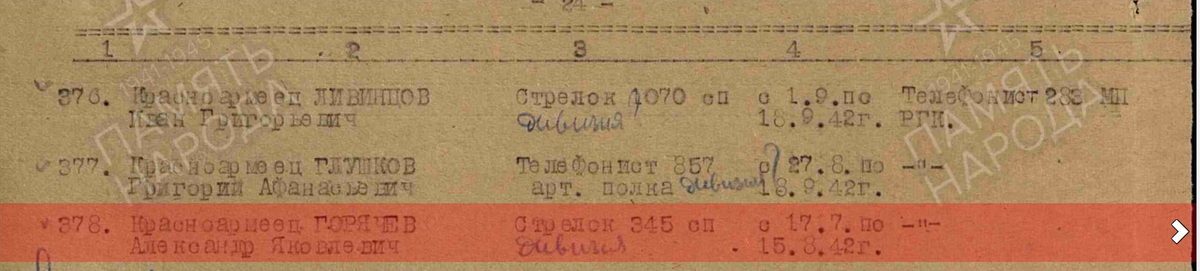 - 24 -
1 2 3 4 5
376. Красноармеец ЛИВИНЦОВ Стрелок 1070 сп с 1.9.по Телефонист 283 МП
Иван Григорьевич дивизия 18.9.42г. РГК.
377. Красноармеец ГЛУШКОВ Телефонист 857 с 27.8. по -"-
Григорий Афанасьевич арт. полка дивизии 18.9.42г.
378. Красноармеец ГОРЯЧЕВ Стрелок 345 сп с 17.7. по -"-
Александр Яковлевич дивизия 15.8.42г.
1941-1945
ПАМЯТЬ
НАРОДА
1941-1945
ПАМЯТЬ
НАРОДА